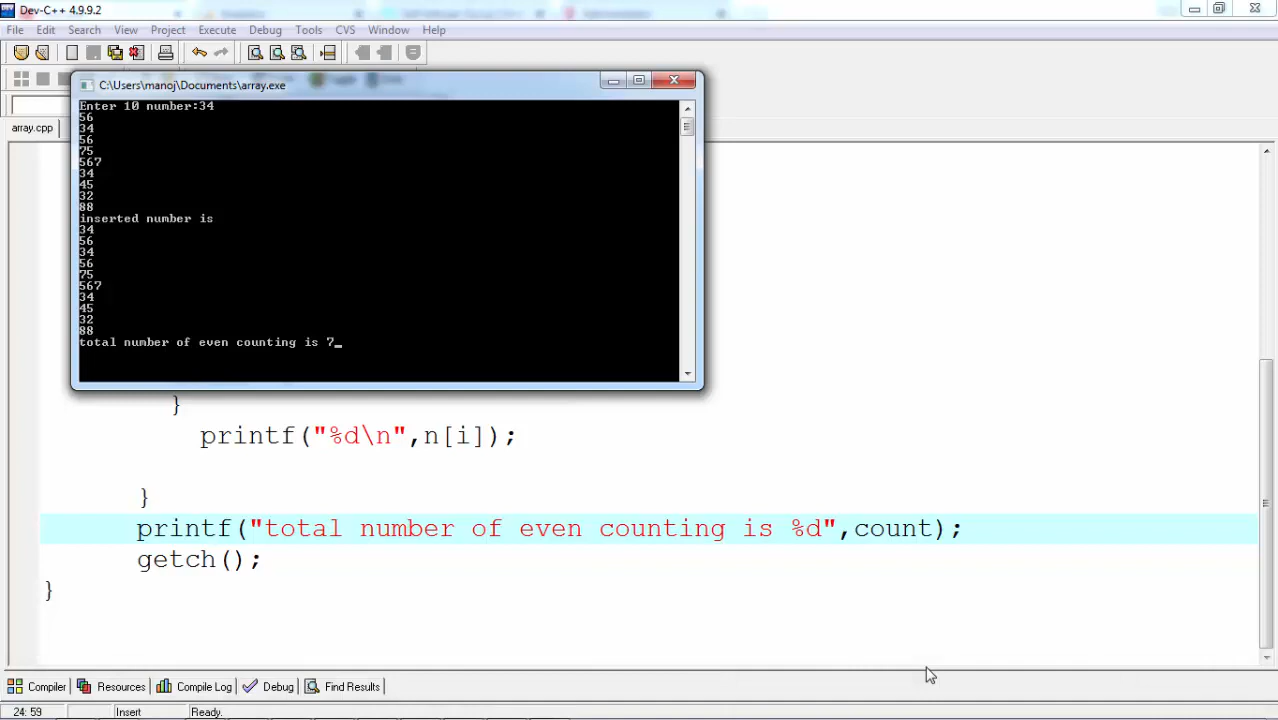 Dev-C++ 4.9.9.2
File Edit Search View Project Execute Debug Tools CVS Window Help
C:\Users\manoj\Documents\array.exe
array.cpp
Enter 10 number:34
56
34
56
75
567
34
45
32
88
inserted number is
34
56
34
56
75
567
34
45
32
88
total number of even counting is 7_
}
printf("%d\n",n[i]);
}
printf("total number of even counting is %d",count);
getch();
}
Compiler Resources Compile Log Debug Find Results
24: 59 Insert Ready.